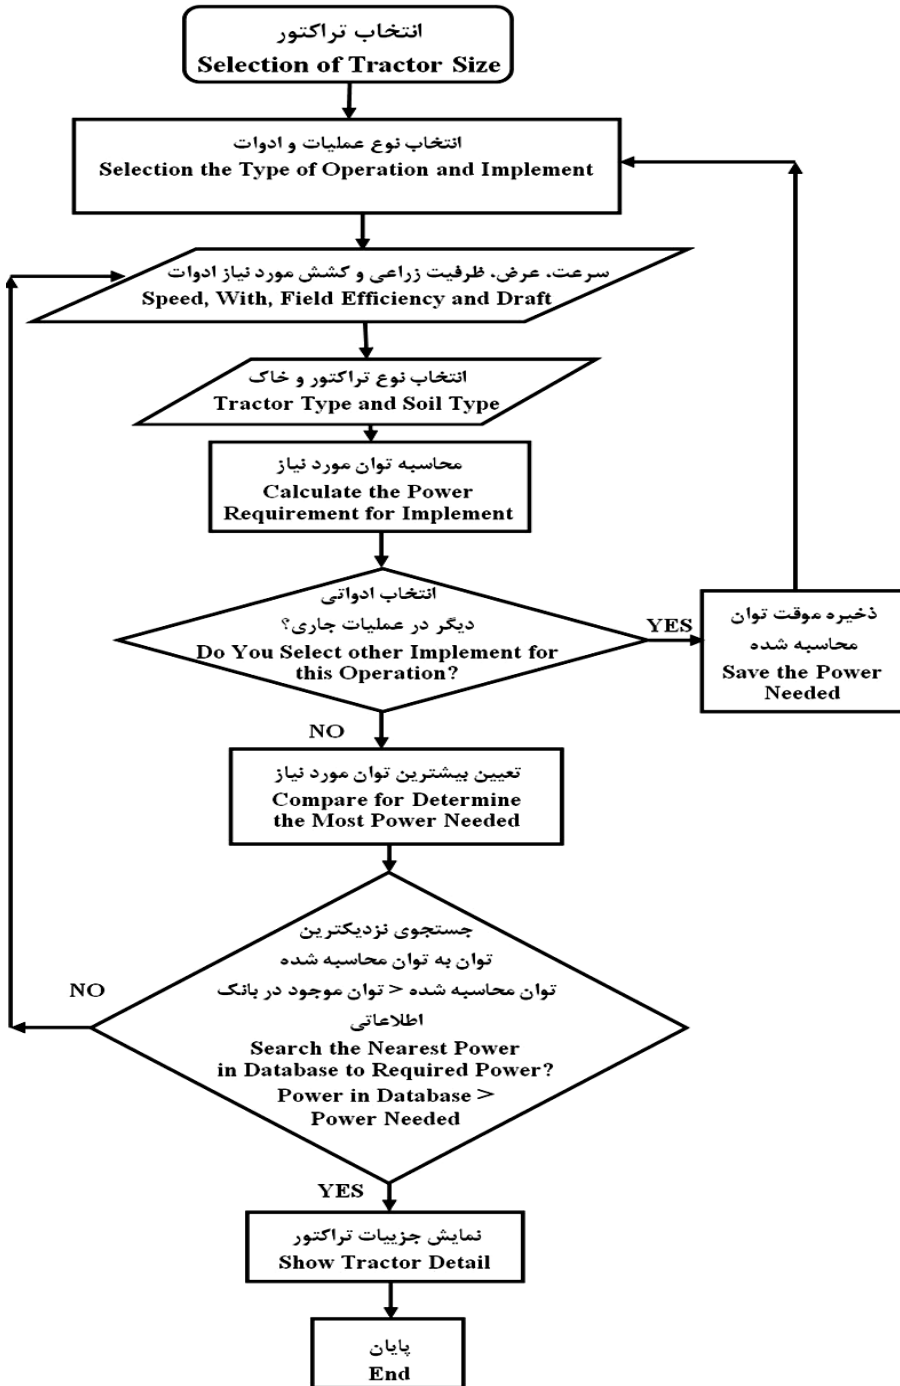 انتخاب تراکتور
Selection of Tractor Size
انتخاب نوع عملیات و ادوات
Selection the Type of Operation and Implement
سرعت، عرض، ظرفیت زراعی و کشش مورد نیاز ادوات
Speed, With, Field Efficiency and Draft
انتخاب نوع تراکتور و خاک
Tractor Type and Soil Type
محاسبه توان مورد نیاز
Calculate the Power
Requirement for Implement
انتخاب ادواتی
دیگر در عملیات جاری؟
Do You Select other Implement for
this Operation?
YES
ذخیره موقت توان
محاسبه شده
Save the Power
Needed
NO
تعیین بیشترین توان مورد نیاز
Compare for Determine
the Most Power Needed
جستجوی نزدیکترین
توان به توان محاسبه شده
توان محاسبه شده < توان موجود در بانک
اطلاعاتی
Search the Nearest Power
in Database to Required Power?
Power in Database >
Power Needed
NO
YES
نمایش جزییات تراکتور
Show Tractor Detail
پایان
End